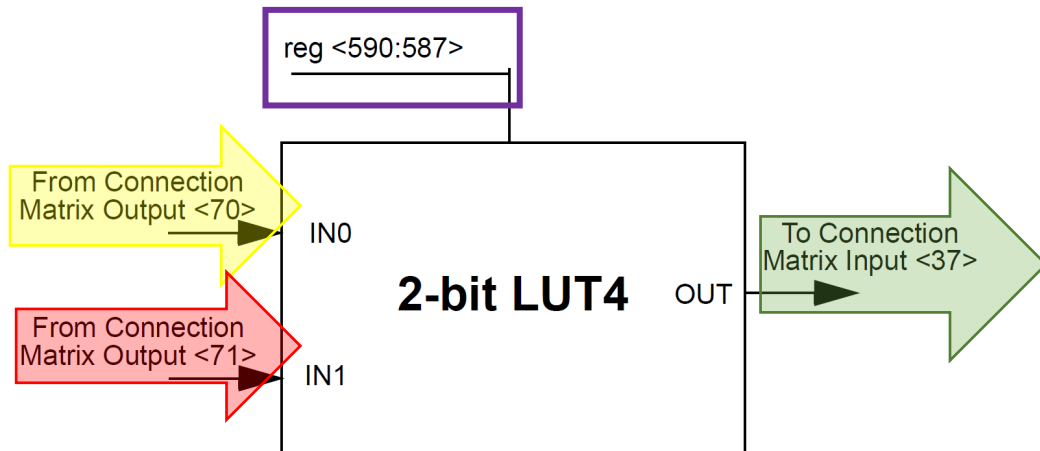 reg <590:587>
From Connection
Matrix Output <70>
IN0
From Connection
Matrix Output <71>
IN1
2-bit LUT4
OUT
To Connection
Matrix Input <37>